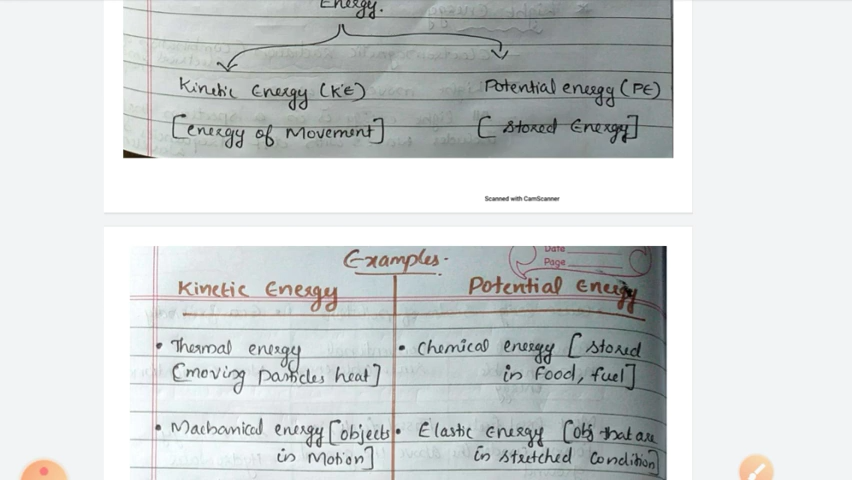 Energy.
Kinetic Energy (KE) Potential energy (PE)
[energy of Movement] [ stored Energy]
Scanned with CamScanner
Examples.
Date
Page
Kinetic Energy Potential Energy
• Thermal energy
[moving particles heat]
• Chemical energy [ stored
in food, fuel]
• Machanical energy [objects
in Motion]
• Elastic energy [obj that are
in stretched condition]